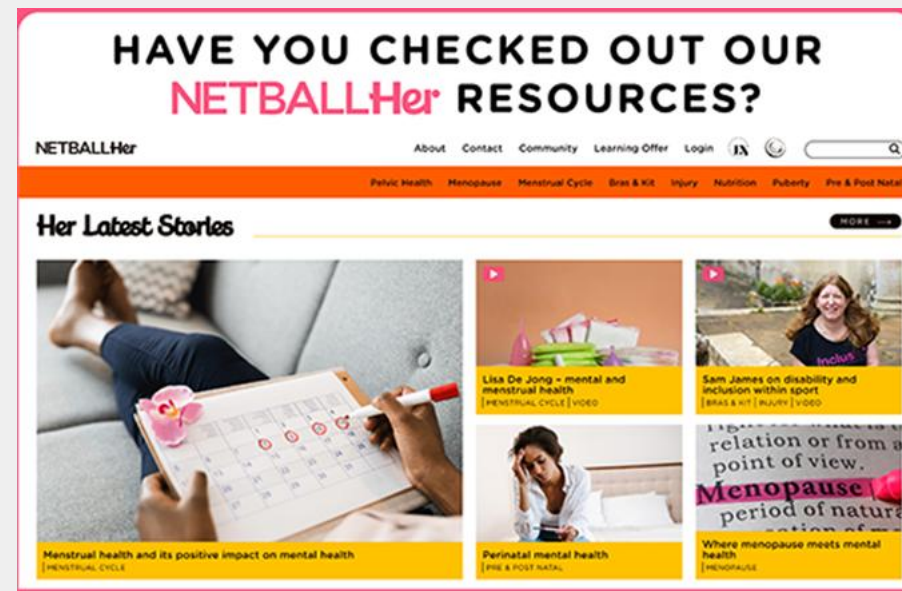 HAVE YOU CHECKED OUT OUR
NETBALLHer RESOURCES?
NETBALLHer
About Contact Community Learning Offer Login
Pelvic Health Menopause Menstrual Cycle Bras & Kit Injury Nutrition Puberty Pre & Post Natal
Her Latest Stories
MORE
Menstrual health and its positive impact on mental health
MENSTRUAL CYCLE
Lisa De Jong – mental and
menstrual health
MENSTRUAL CYCLE | VIDEO
Inclus
Sam James on disability and
inclusion within sport
BRAS & KIT | INJURY | VIDEO
Perinatal mental health
PRE & POST NATAL
relation or from a
point of view.
Menopause
period of natura
Where menopause meets mental
health
MENOPAUSE